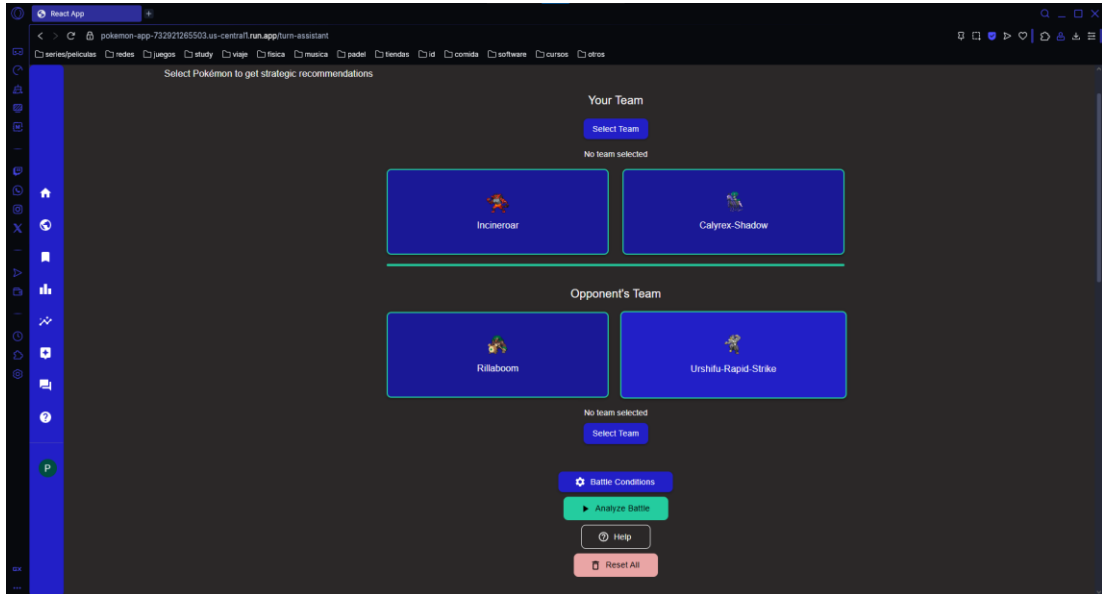 React App
pokemon-app-732921265503.us-central1.run.app/turn-assistant
series/peliculas redes juegos study viaje fisica musica padel tiendas id comida software cursos otros
Select Pokémon to get strategic recommendations
Your Team
Select Team
No team selected
Incineroar Calyrex-Shadow
Opponent's Team
Rillaboom Urshifu-Rapid-Strike
No team selected
Select Team
Battle Conditions
P
Analyze Battle
Help
Reset All
GX